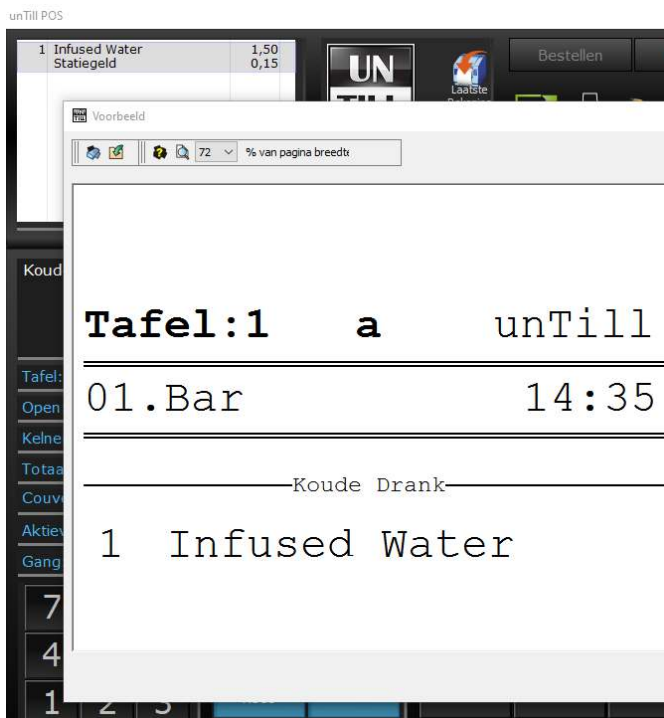 unTill POS
1 Infused Water 1,50
Statiegeld 0,15
UN
Laatste
Bestellen
Voorbeeld
72 % van pagina breedte
Koud
Tafel:1 a unTill
01.Bar 14:35
Koude Drank
1 Infused Water
Tafel:
Open
Kelne
Totaa
Couve
Aktiev
Gang
7
4
1 2 3